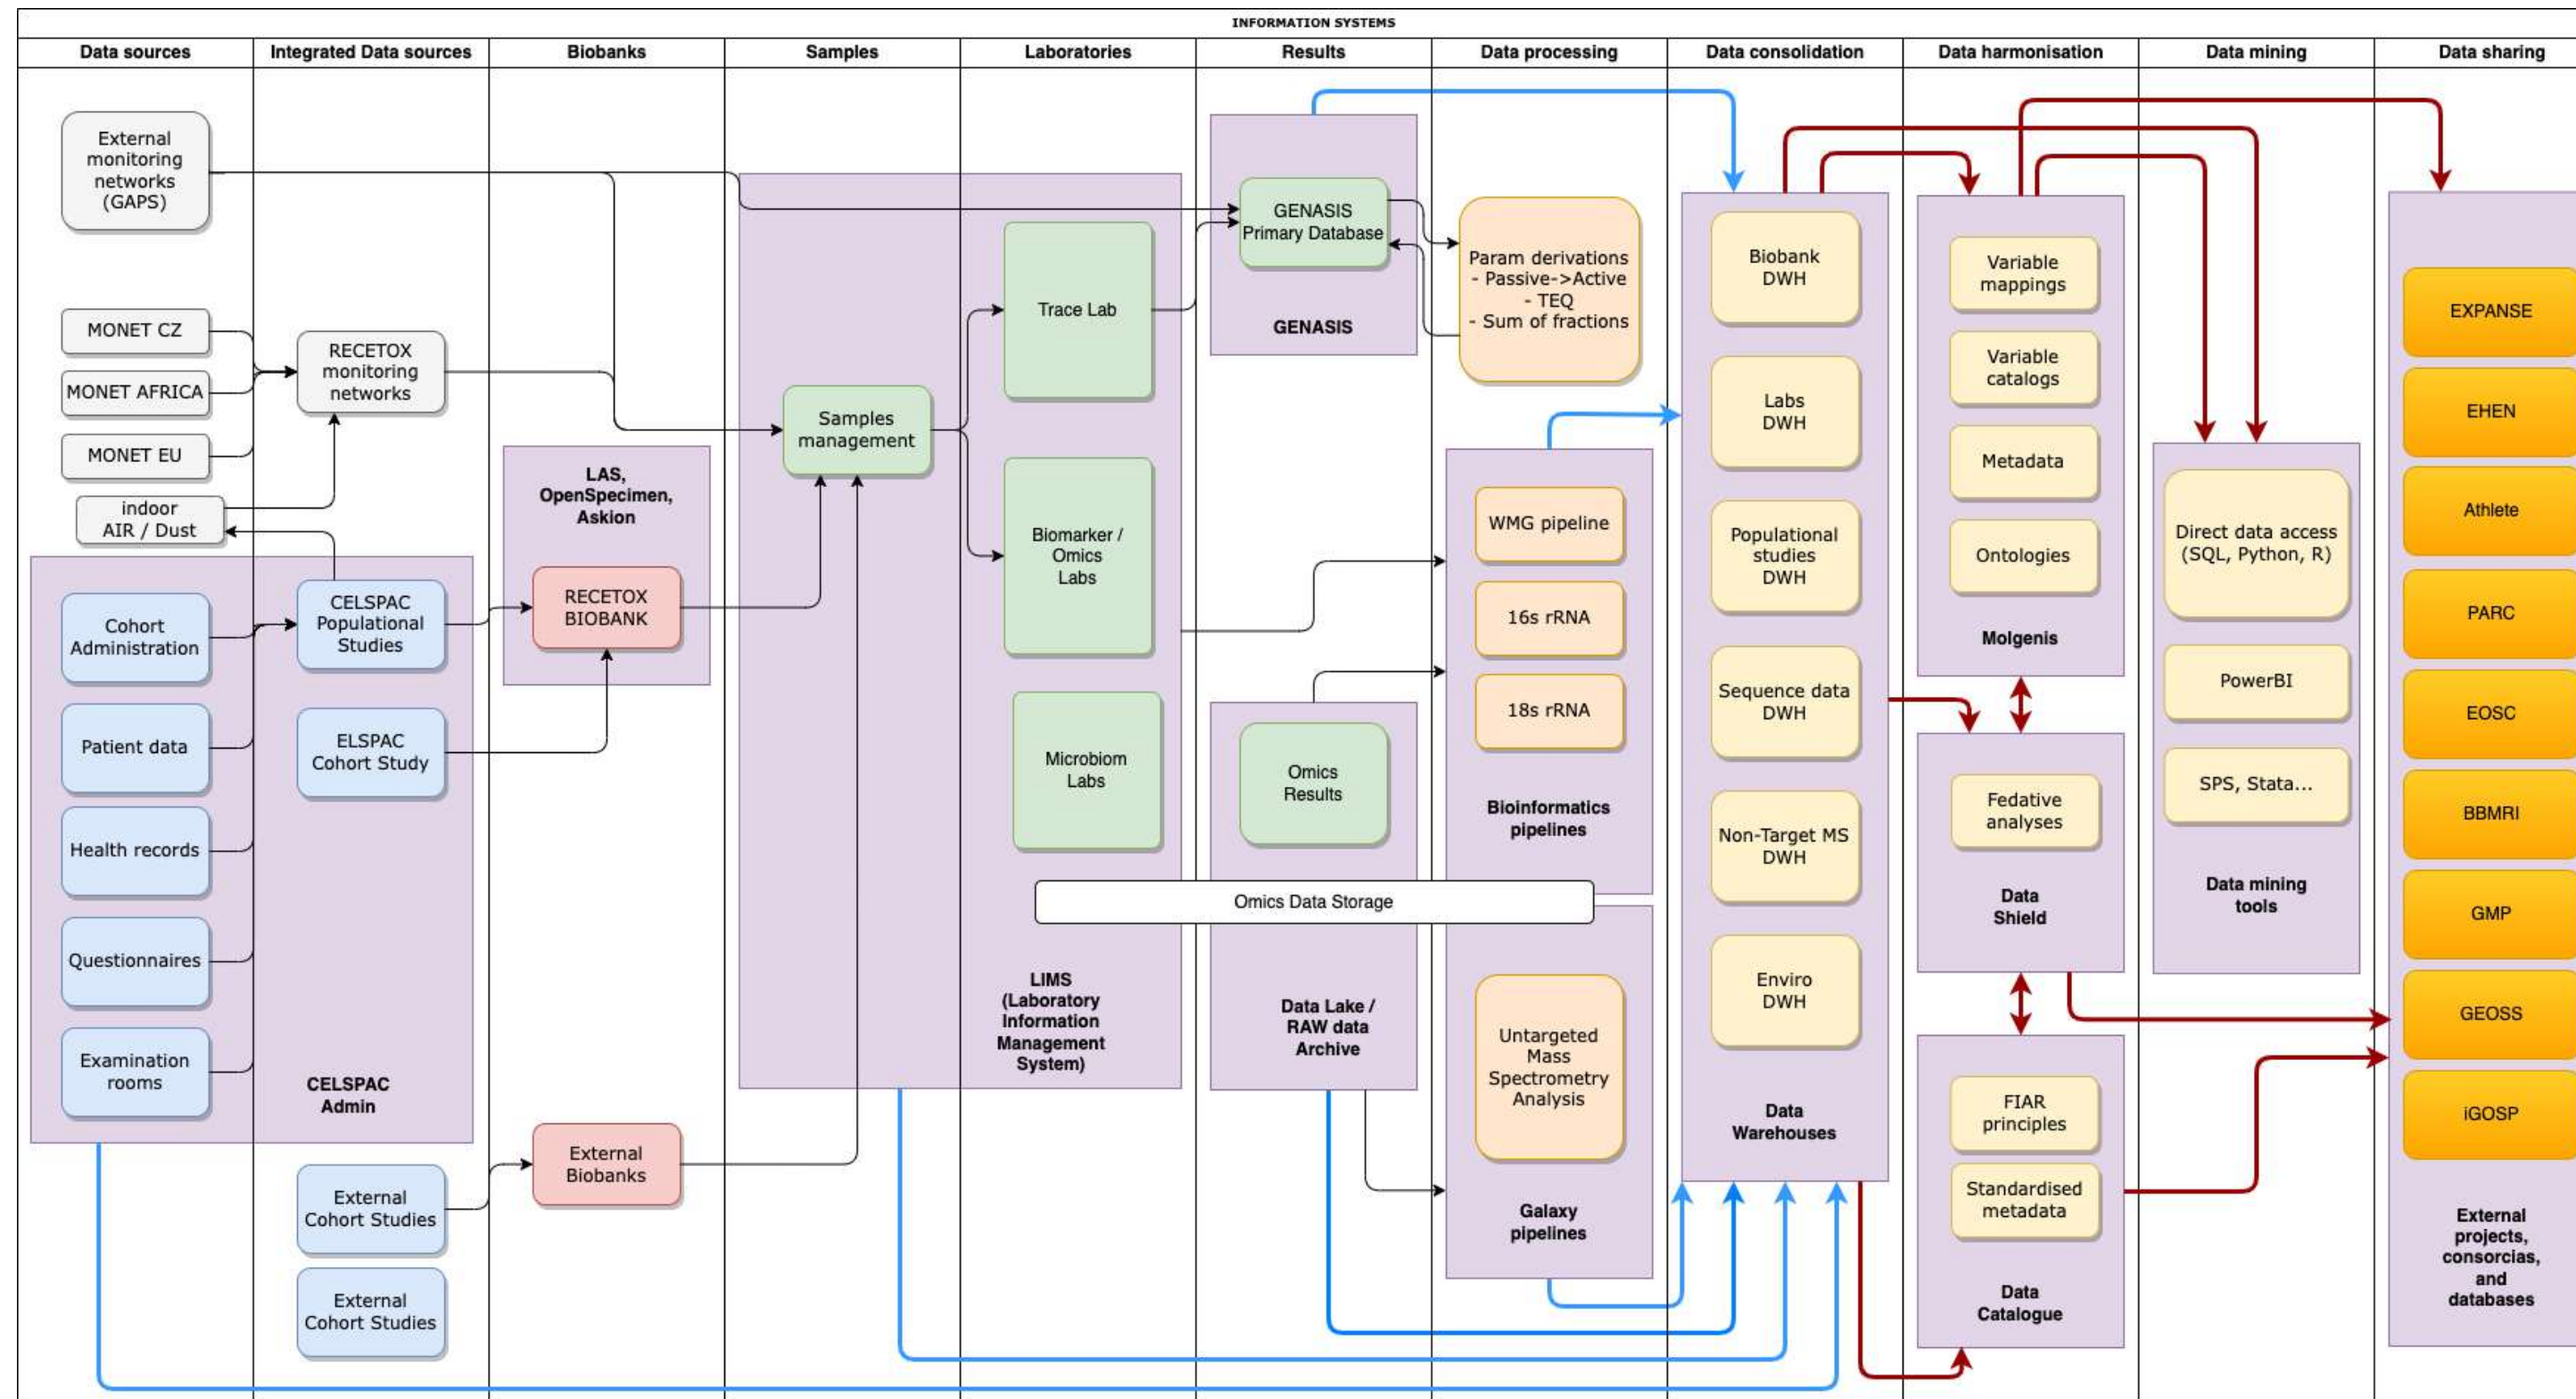 INFORMATION SYSTEMS
Data sources
Integrated Data sources
Biobanks
Samples
Laboratories
Results
Data processing
Data consolidation
Data harmonisation
Data mining
Data sharing
External
monitoring
networks
(GAPS)
MONET CZ
MONET AFRICA
MONET EU
indoor
AIR / Dust
Cohort
Administration
Patient data
Health records
Questionnaires
Examination
rooms
RECETOX
monitoring
networks
CELSPAC
Populational
Studies
ELSPAC
Cohort Study
CELSPAC
Admin
External
Cohort Studies
External
Cohort Studies
LAS,
OpenSpecimen,
Askion
RECETOX
BIOBANK
External
Biobanks
Samples
management
Trace Lab
Biomarker /
Omics
Labs
Microbiom
Labs
LIMS
(Laboratory
Information
Management
System)
GENASIS
Primary Database
GENASIS
Omics
Results
Omics Data Storage
Data Lake /
RAW data
Archive
Param derivations
- Passive->Active
- TEQ
- Sum of fractions
WMG pipeline
16s rRNA
18s rRNA
Bioinformatics
pipelines
Untargeted
Mass
Spectrometry
Analysis
Galaxy
pipelines
Biobank
DWH
Labs
DWH
Populational
studies
DWH
Sequence data
DWH
Non-Target MS
DWH
Enviro
DWH
Data
Warehouses
Variable
mappings
Variable
catalogs
Metadata
Ontologies
Molgenis
Fedative
analyses
Data
Shield
FIAR
principles
Standardised
metadata
Data
Catalogue
Direct data access
(SQL, Python, R)
PowerBI
SPS, Stata...
Data mining
tools
EXPANSE
EHEN
Athlete
PARC
EOSC
BBMRI
GMP
GEOSS
iGOSP
External
projects,
consorcias,
and
databases